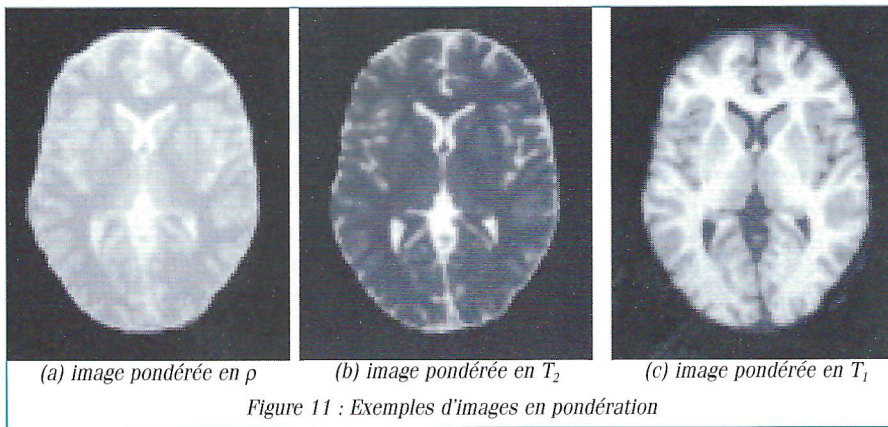 (a) image pondérée en ρ
(b) image pondérée en T₂
(c) image pondérée en T₁
Figure 11 : Exemples d'images en pondération